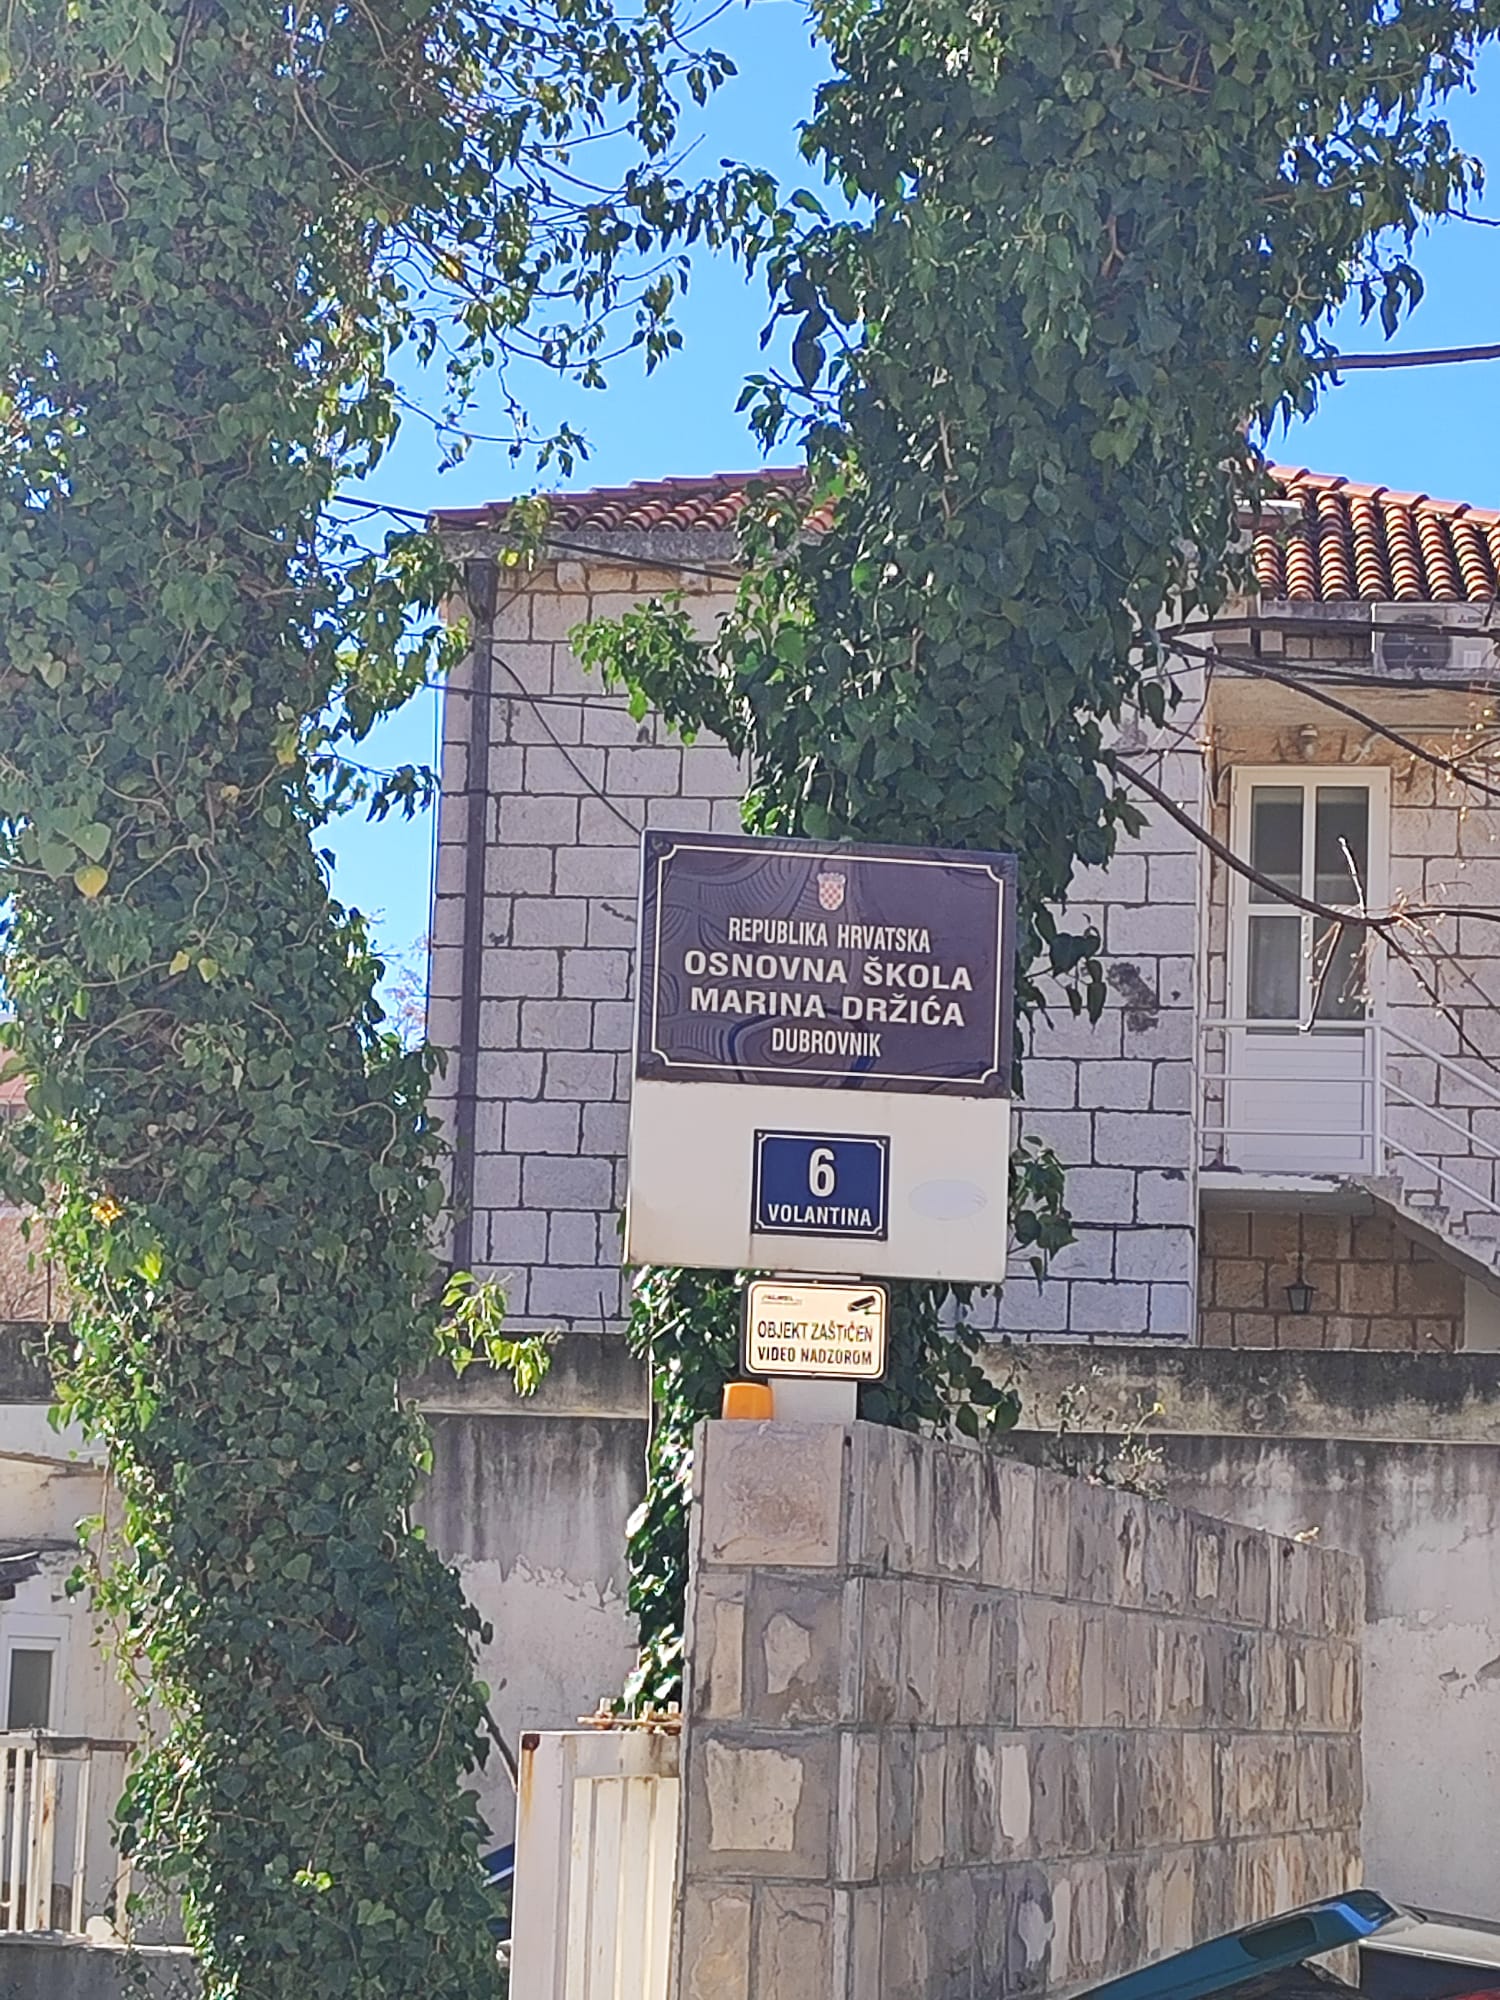 REPUBLIKA HRVATSKA
OSNOVNA ŠKOLA
MARINA DRŽIĆA
DUBROVNIK
6
VOLANTINA
OBJEKT ZAŠTIĆEN
VIDEO NADZOROM